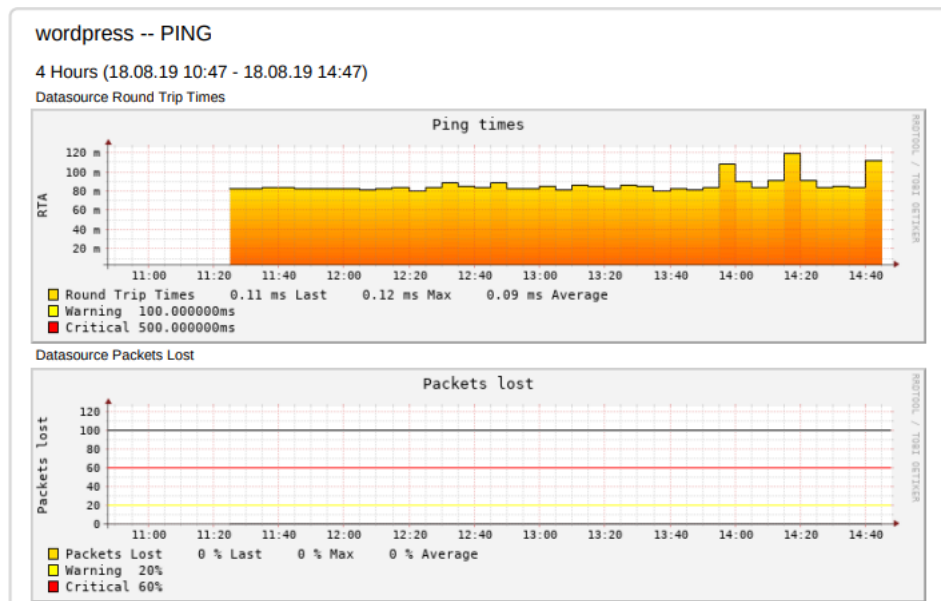 wordpress -- PING
4 Hours (18.08.19 10:47 - 18.08.19 14:47)
Datasource Round Trip Times
Ping times
RRDTOOL / TOBI OETIKER
RTA
120 m
100 m
80 m
60 m
40 m
20 m
11:00 11:20 11:40 12:00 12:20 12:40 13:00 13:20 13:40 14:00 14:20 14:40
Round Trip Times 0.11 ms Last 0.12 ms Max 0.09 ms Average
Warning 100.000000ms
Critical 500.000000ms
Datasource Packets Lost
Packets lost
RRDTOOL / TOBI OETIKER
Packets lost
120
100
80
60
40
20
0
11:00 11:20 11:40 12:00 12:20 12:40 13:00 13:20 13:40 14:00 14:20 14:40
Packets Lost 0 % Last 0 % Max 0 % Average
Warning 20%
Critical 60%